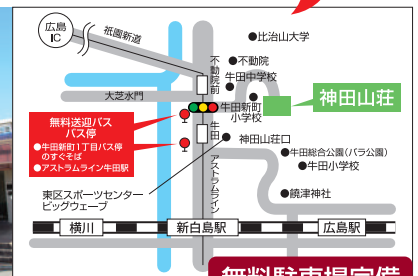 広島
IC
祇園新道
比治山大学
不動院
牛田中学校
不動院前
大芝水門
牛田新町
小学校
神田山荘
無料送迎バス
バス停
●牛田新町1丁目バス停
のすぐそば
●アストラムライン牛田駅
牛田
神田山荘口
牛田総合公園(バラ公園)
牛田小学校
アストラムライン
東区スポーツセンター
ビッグウェーブ
饒津神社
横川
新白島駅
広島駅
無料駐車場完備